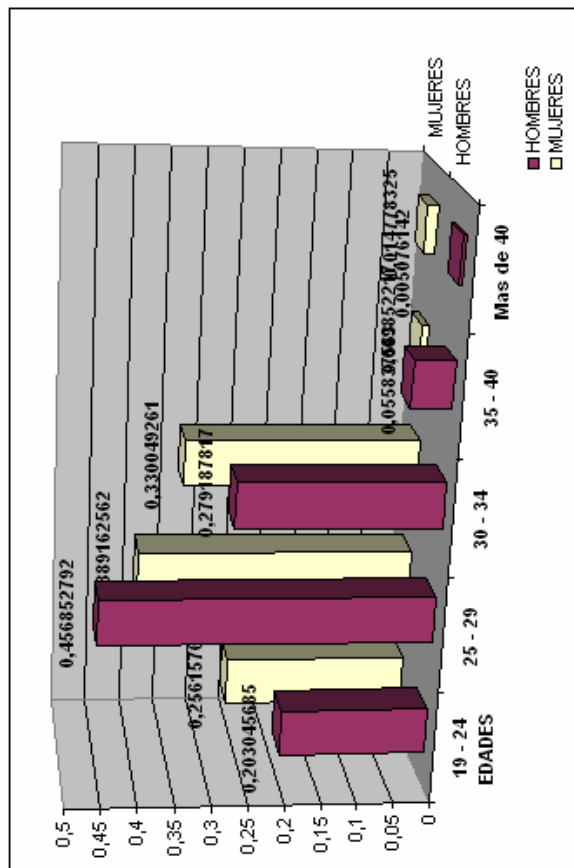 0,5
0,45
0,4
0,35
0,3
0,25
0,2
0,15
0,1
0,05
0
0,203045685
0,456852792
0,279187817
0,330049261
0,005076142
19 - 24
25 - 29
30 - 34
35 - 40
Mas de 40
EDADES
MUJERES
HOMBRES
HOMBRES
MUJERES